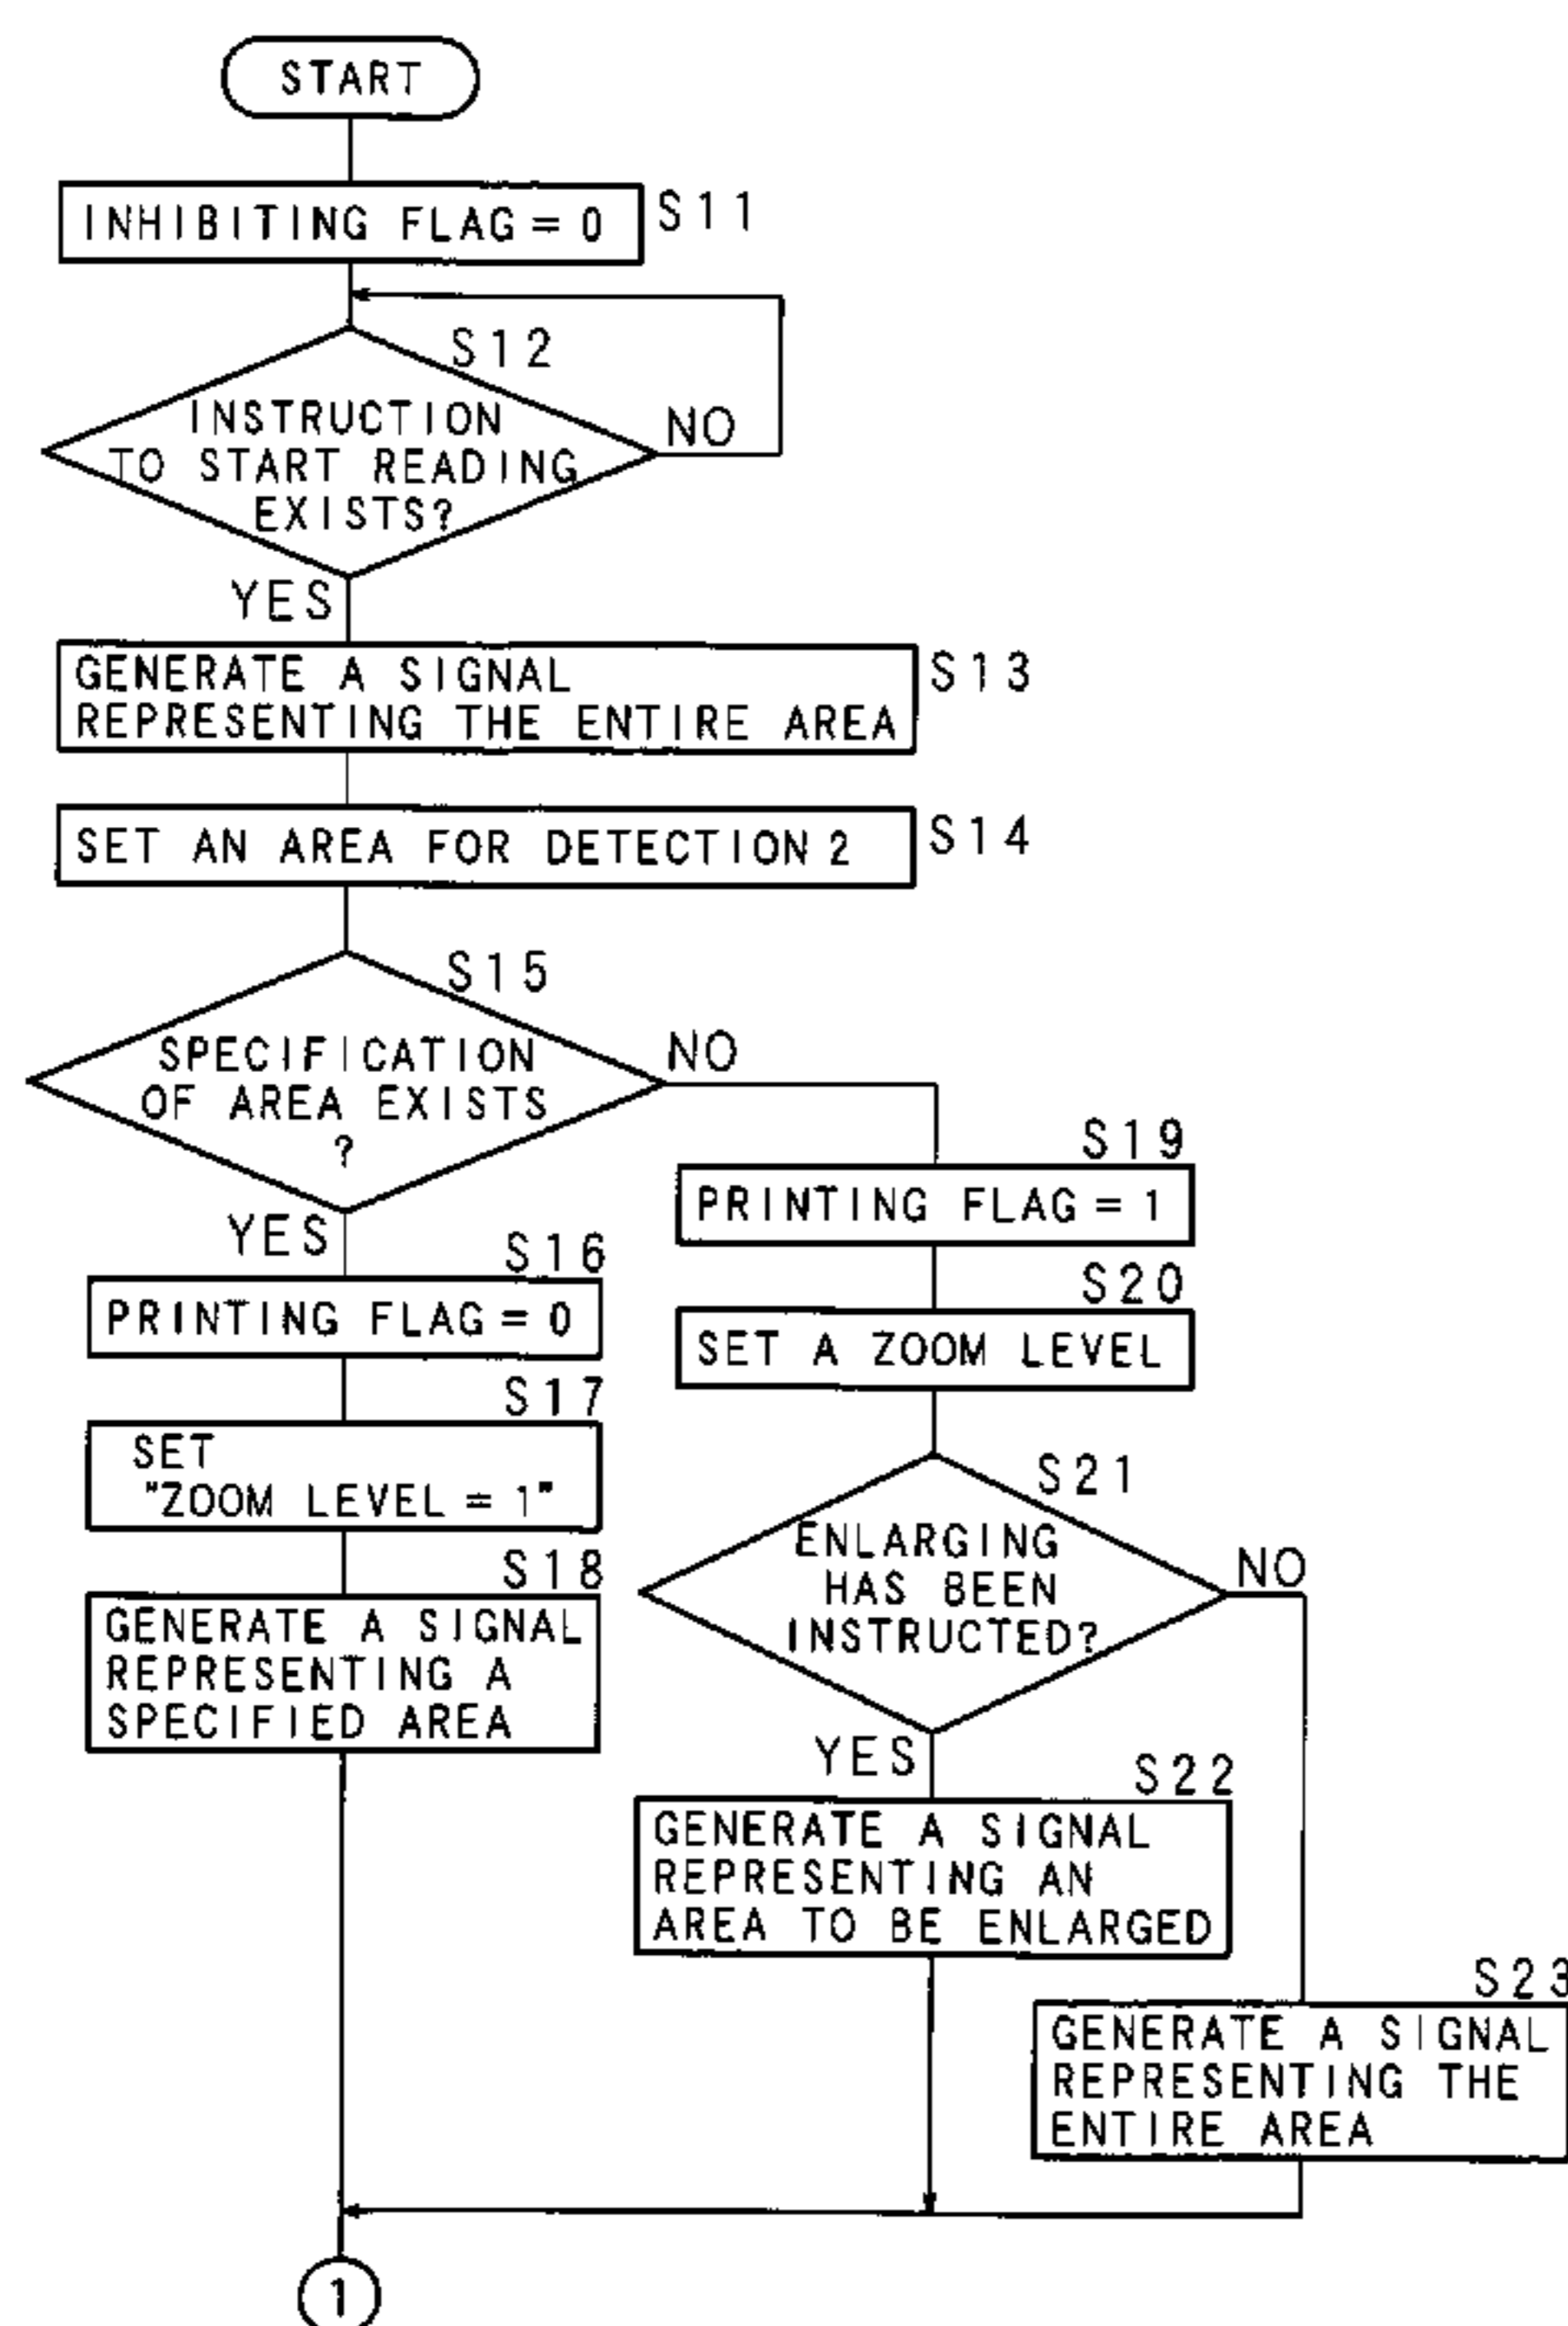 START
INHIBITING FLAG = 0
S11
S12
INSTRUCTION
TO START READING
EXISTS?
NO
YES
GENERATE A SIGNAL
REPRESENTING THE ENTIRE AREA
S13
SET AN AREA FOR DETECTION 2
S14
S15
SPECIFICATION
OF AREA EXISTS
?
NO
YES
S16
PRINTING FLAG = 0
S17
SET
"ZOOM LEVEL = 1"
S18
GENERATE A SIGNAL
REPRESENTING A
SPECIFIED AREA
S19
PRINTING FLAG = 1
S20
SET A ZOOM LEVEL
S21
ENLARGING
HAS BEEN
INSTRUCTED?
NO
YES
S22
GENERATE A SIGNAL
REPRESENTING AN
AREA TO BE ENLARGED
S23
GENERATE A SIGNAL
REPRESENTING THE
ENTIRE AREA
1